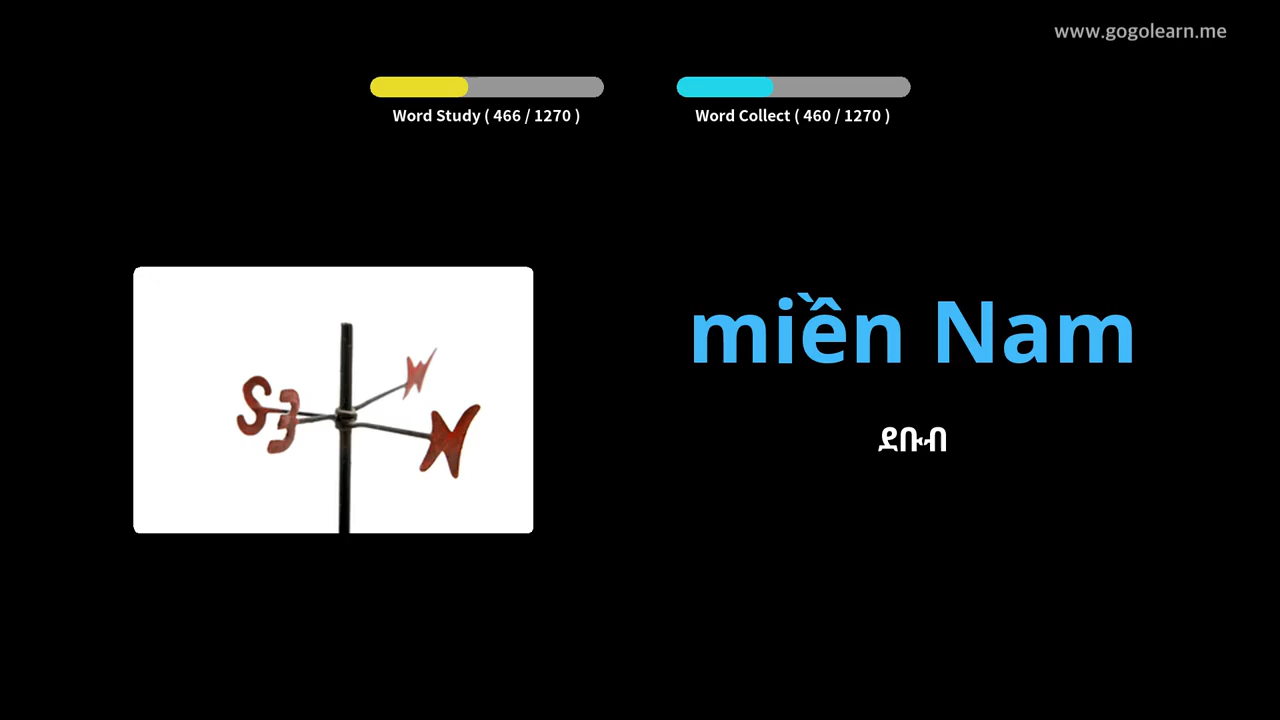 www.gogolearn.me
Word Study ( 466 / 1270 )
Word Collect ( 460 / 1270 )
miền Nam
ደቡብ
S E N